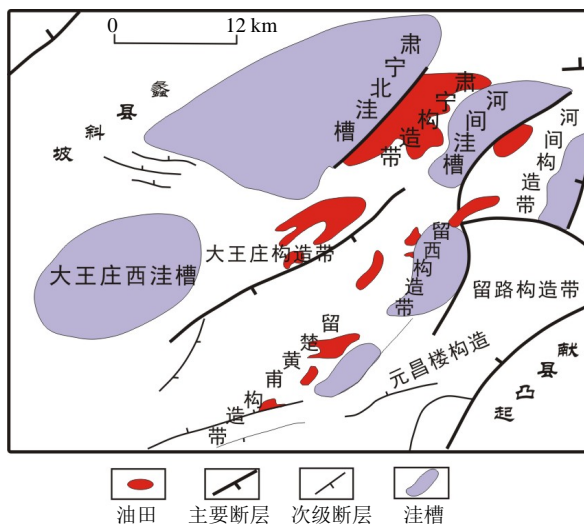 0 12 km
肃宁北洼槽
肃宁构造带
河间洼槽
河间构造带
蠡县斜坡
大王庄西洼槽
大王庄构造带
留西构造带
留路构造带
留楚黄甫构造带
元昌楼构造
献县凸起
油田
主要断层
次级断层
洼槽